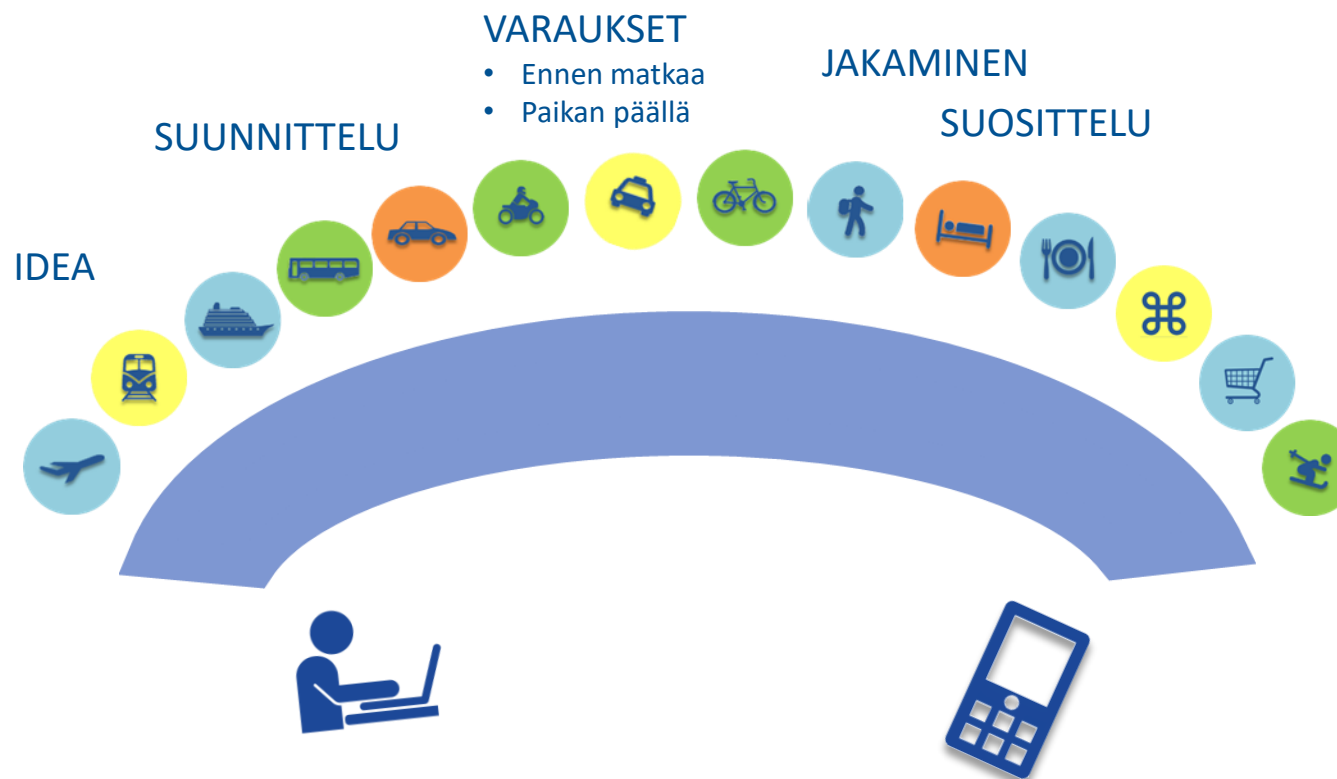 IDEA
SUUNNITTELU
VARAUKSET
• Ennen matkaa
• Paikan päällä
JAKAMINEN
SUOSITTELU